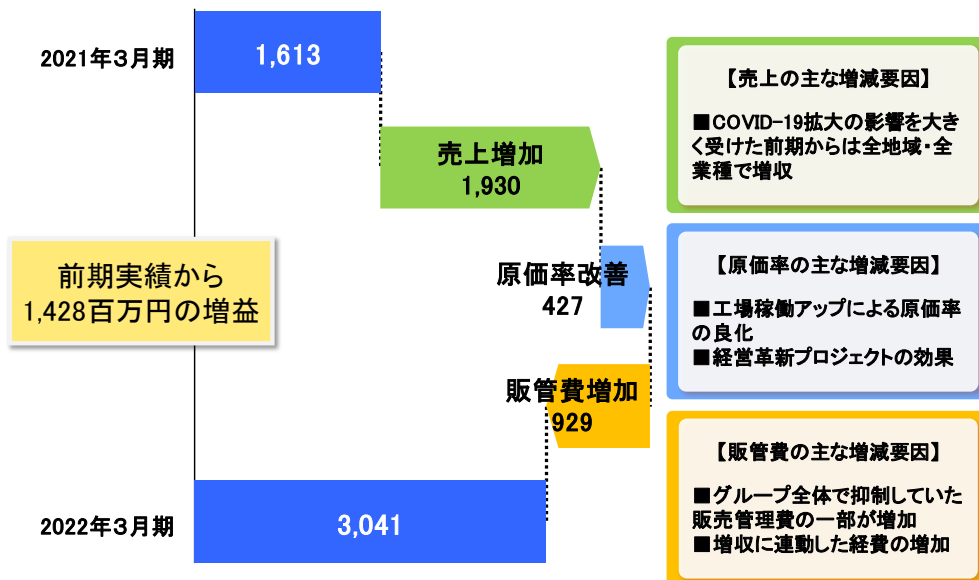 2021年3月期
1,613
売上増加
1,930
前期実績から
1,428百万円の増益
原価率改善
427
販管費増加
929
2022年3月期
3,041
【売上の主な増減要因】
■COVID-19拡大の影響を大き
く受けた前期からは全地域・全
業種で増収
【原価率の主な増減要因】
■工場稼働アップによる原価率
の良化
■経営革新プロジェクトの効果
【販管費の主な増減要因】
■グループ全体で抑制していた
販売管理費の一部が増加
■増収に連動した経費の増加